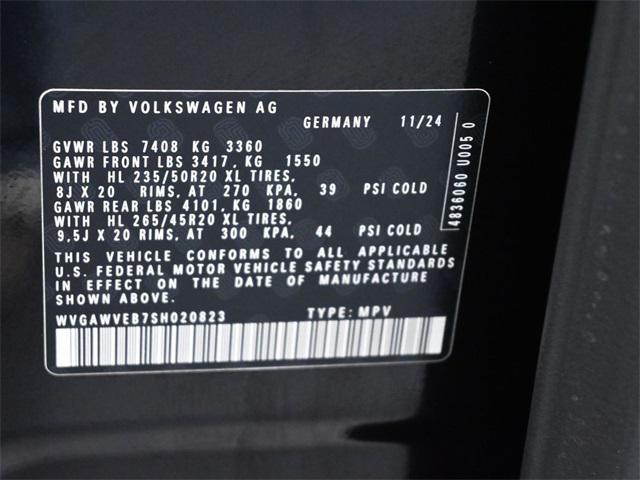 MFD BY VOLKSWAGEN AG
GERMANY 11/24
GVWR LBS 7408 KG 3360
GAWR FRONT LBS 3417, KG 1550
WITH HL 235/50R20 XL TIRES,
8J X 20 RIMS, AT 270 KPA, 39 PSI COLD
GAWR REAR LBS 4101, KG 1860
WITH HL 265/45R20 XL TIRES,
9,5J X 20 RIMS, AT 300 KPA, 44 PSI COLD
THIS VEHICLE CONFORMS TO ALL APPLICABLE
U.S. FEDERAL MOTOR VEHICLE SAFETY STANDARDS
IN EFFECT ON THE DATE OF MANUFACTURE
SHOWN ABOVE.
WVGAWVEB7SH020823 TYPE: MPV
4836060 U005 0